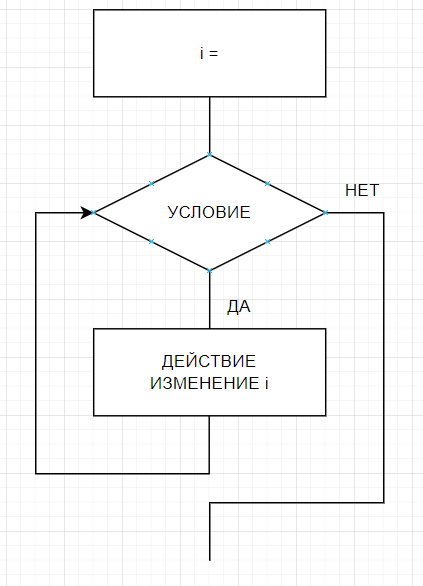 i =
УСЛОВИЕ
НЕТ
ДА
ДЕЙСТВИЕ
ИЗМЕНЕНИЕ i